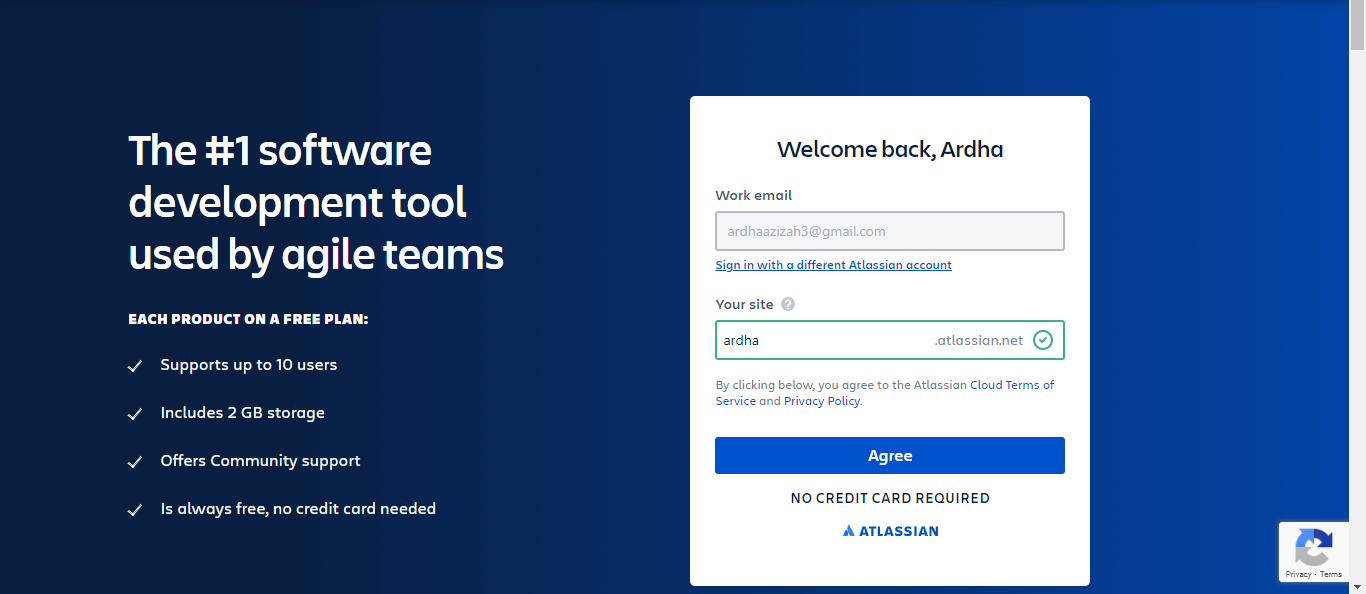 The #1 software
development tool
used by agile teams
EACH PRODUCT ON A FREE PLAN:
Supports up to 10 users
Includes 2 GB storage
Offers Community support
Is always free, no credit card needed
Welcome back, Ardha
Work email
ardhaazizah3@gmail.com
Sign in with a different Atlassian account
Your site ?
ardha .atlassian.net
By clicking below, you agree to the Atlassian Cloud Terms of
Service and Privacy Policy.
Agree
NO CREDIT CARD REQUIRED
ATLASSIAN
Privacy - Terms